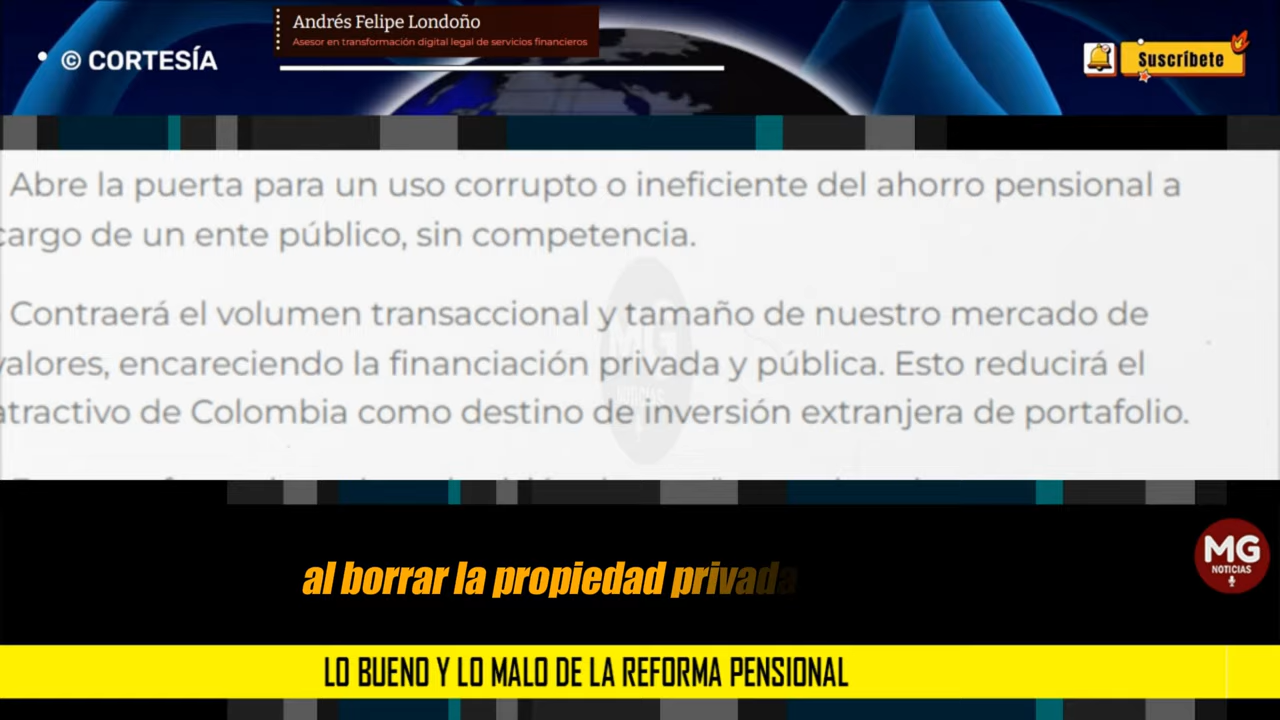 Andrés Felipe Londoño
Asesor en transformación digital legal de servicios financieros
© CORTESÍA
Suscríbete
Abre la puerta para un uso corrupto o ineficiente del ahorro pensional a
cargo de un ente público, sin competencia.
Contraerá el volumen transaccional y tamaño de nuestro mercado de
valores, encareciendo la financiación privada y pública. Esto reducirá el
atractivo de Colombia como destino de inversión extranjera de portafolio.
al borrar la propiedad privada
MG
NOTICIAS
LO BUENO Y LO MALO DE LA REFORMA PENSIONAL